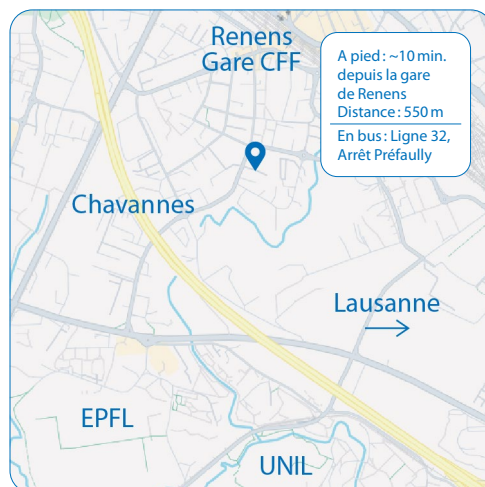 Renens
Gare CFF
A pied : ~10 min.
depuis la gare
de Renens
Distance : 550 m
En bus : Ligne 32,
Arrêt Préfaully
Chavannes
Lausanne
EPFL
UNIL